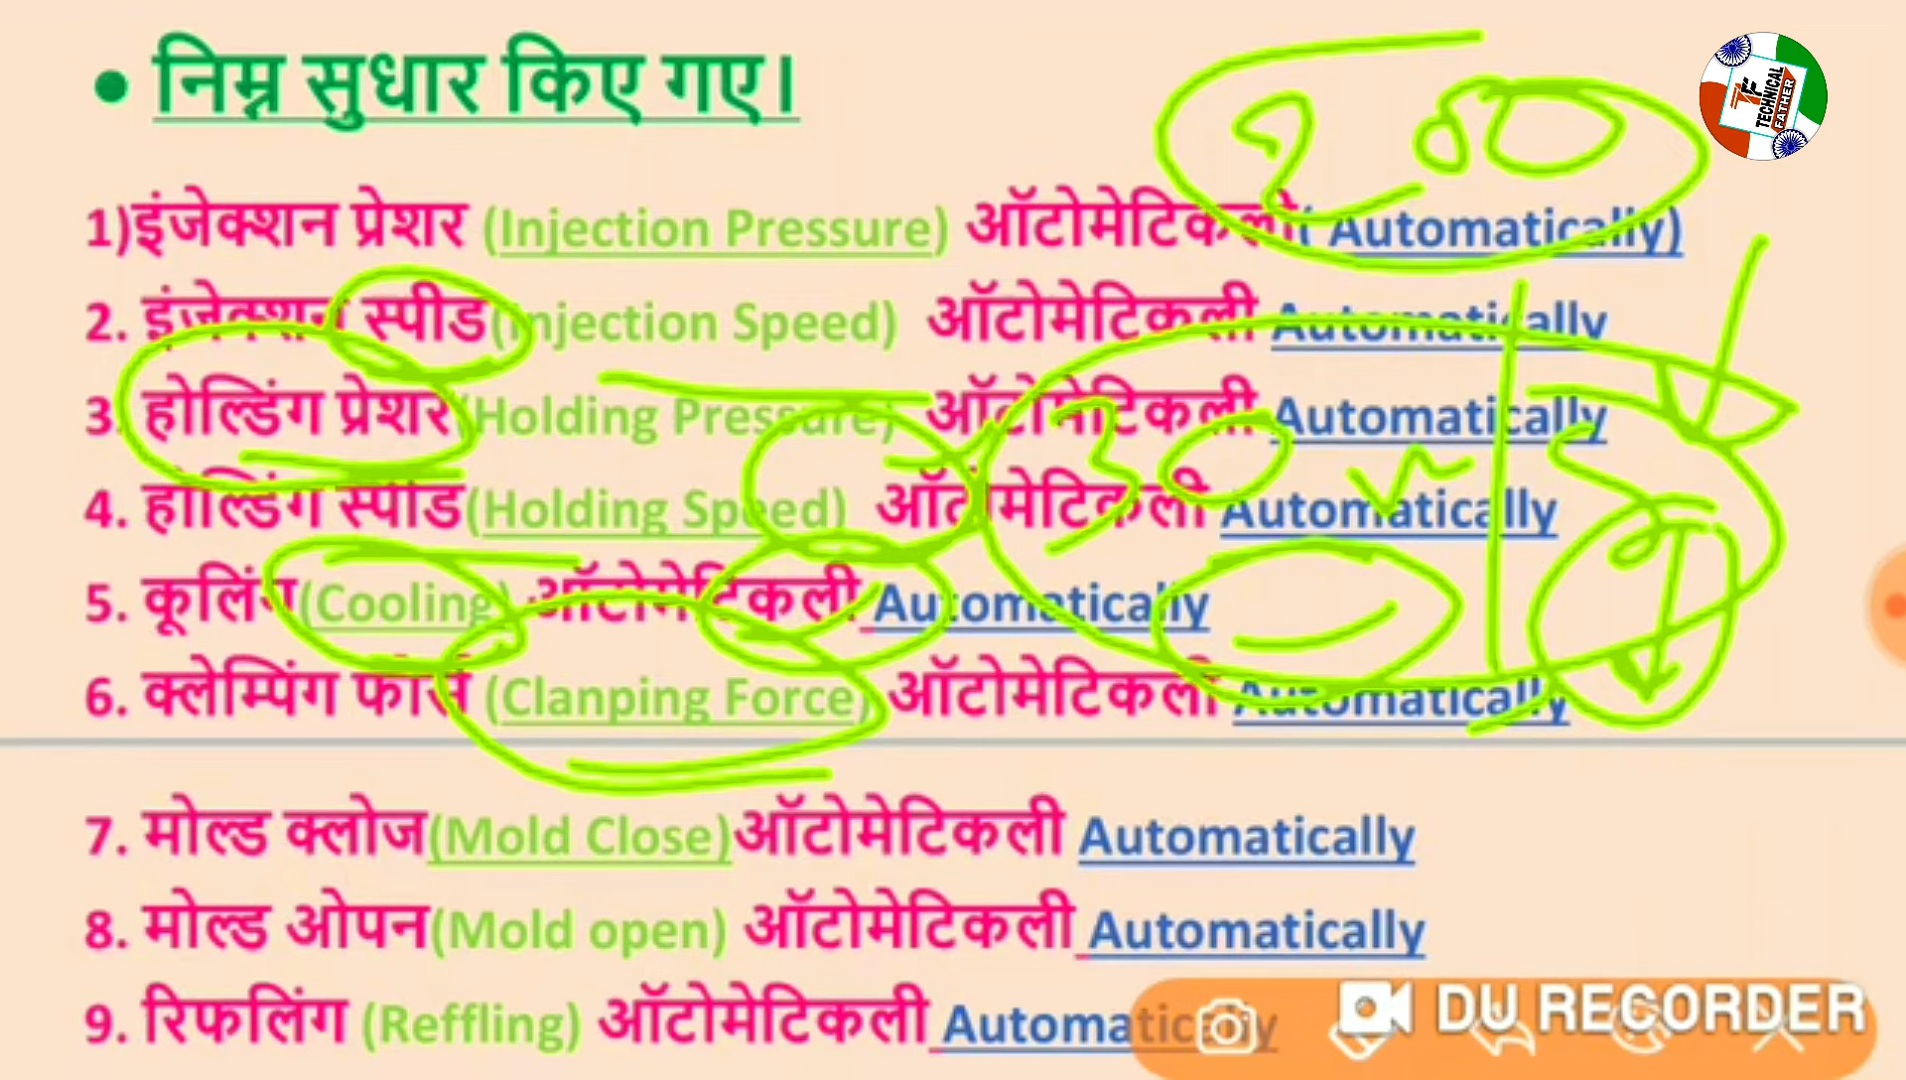 • निम्न सुधार किए गए।
1)इंजेक्शन प्रेशर (Injection Pressure) ऑटोमेटिकली( Automatically)
2. इंजेक्शन स्पीड(Injection Speed) ऑटोमेटिकली Automatically
3. होल्डिंग प्रेशर(Holding Pressure) ऑटोमेटिकली Automatically
4. होल्डिंग स्पीड(Holding Speed) ऑटोमेटिकली Automatically
5. कूलिंग(Cooling) ऑटोमेटिकली Automatically
6. क्लेम्पिंग फोर्स (Clanping Force) ऑटोमेटिकली Automatically
7. मोल्ड क्लोज(Mold Close)ऑटोमेटिकली Automatically
8. मोल्ड ओपन(Mold open) ऑटोमेटिकली Automatically
9. रिफलिंग (Reffling) ऑटोमेटिकली Automatically
TF TECHNICAL FATHER
30
DU RECORDER